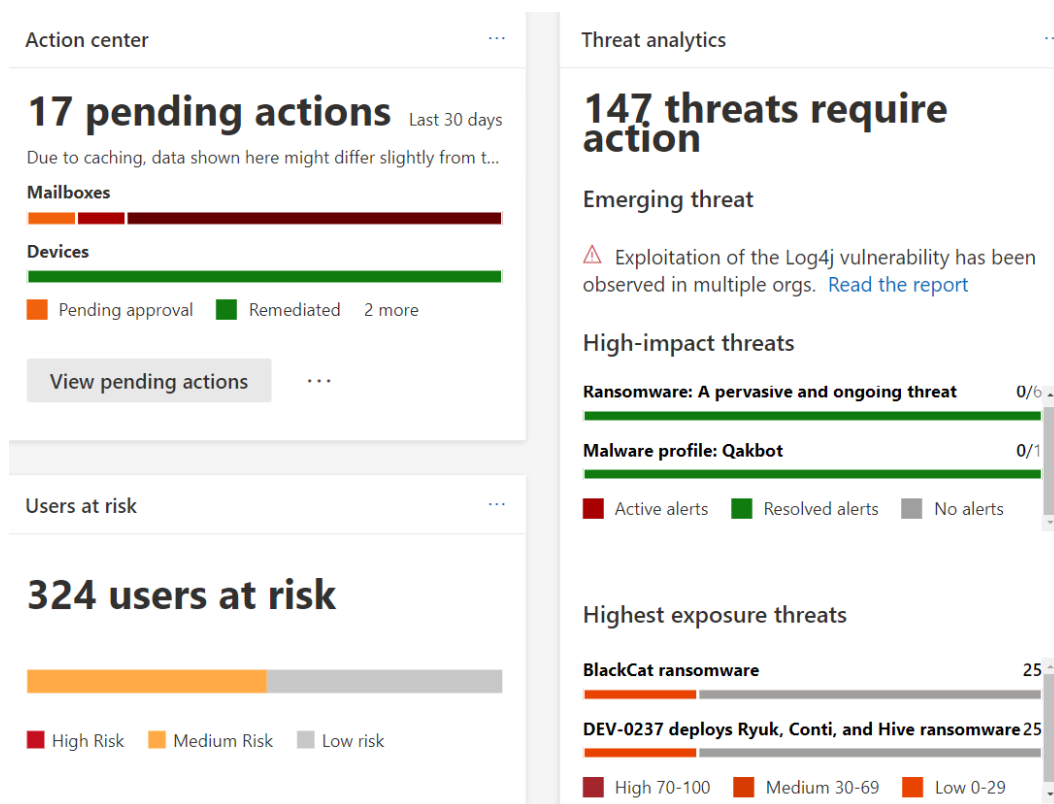 Action center
17 pending actions Last 30 days
Due to caching, data shown here might differ slightly from t...
Mailboxes
Devices
Pending approval Remediated 2 more
View pending actions
Users at risk
324 users at risk
High Risk Medium Risk Low risk
Threat analytics
147 threats require
action
Emerging threat
Exploitation of the Log4j vulnerability has been
observed in multiple orgs. Read the report
High-impact threats
Ransomware: A pervasive and ongoing threat 0/6
Malware profile: Qakbot 0/1
Active alerts Resolved alerts No alerts
Highest exposure threats
BlackCat ransomware 25
DEV-0237 deploys Ryuk, Conti, and Hive ransomware 25
High 70-100 Medium 30-69 Low 0-29